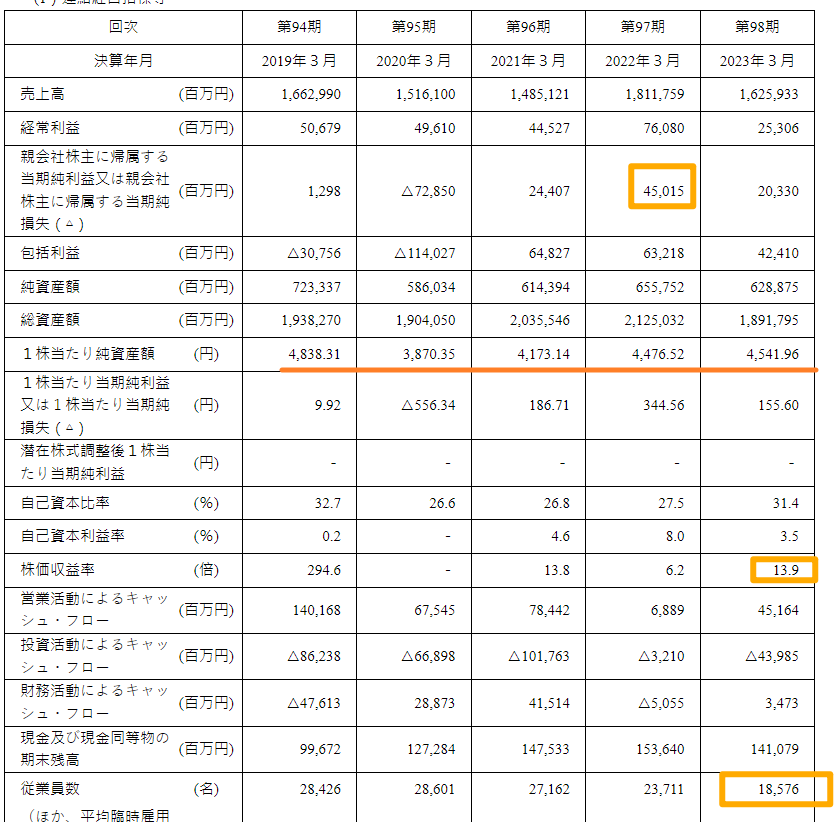 回次 第94期 第95期 第96期 第97期 第98期
決算年月 2019年3月 2020年3月 2021年3月 2022年3月 2023年3月
売上高 (百万円) 1,662,990 1,516,100 1,485,121 1,811,759 1,625,933
経常利益 (百万円) 50,679 49,610 44,527 76,080 25,306
親会社株主に帰属する
当期純利益又は親会社
株主に帰属する当期純
損失(△)
(百万円) 1,298 △72,850 24,407 45,015 20,330
包括利益 (百万円) △30,756 △114,027 64,827 63,218 42,410
純資産額 (百万円) 723,337 586,034 614,394 655,752 628,875
総資産額 (百万円) 1,938,270 1,904,050 2,035,546 2,125,032 1,891,795
1株当たり純資産額 (円) 4,838.31 3,870.35 4,173.14 4,476.52 4,541.96
1株当たり当期純利益
又は1株当たり当期純
損失(△)
(円) 9.92 △556.34 186.71 344.56 155.60
潜在株式調整後1株当
たり当期純利益
(円) - - - - -
自己資本比率 (%) 32.7 26.6 26.8 27.5 31.4
自己資本利益率 (%) 0.2 - 4.6 8.0 3.5
株価収益率 (倍) 294.6 - 13.8 6.2 13.9
営業活動によるキャッ
シュ・フロー
(百万円) 140,168 67,545 78,442 6,889 45,164
投資活動によるキャッ
シュ・フロー
(百万円) △86,238 △66,898 △101,763 △3,210 △43,985
財務活動によるキャッ
シュ・フロー
(百万円) △47,613 28,873 41,514 △5,055 3,473
現金及び現金同等物の
期末残高
(百万円) 99,672 127,284 147,533 153,640 141,079
従業員数 (名) 28,426 28,601 27,162 23,711 18,576
(ほか、平均臨時雇用